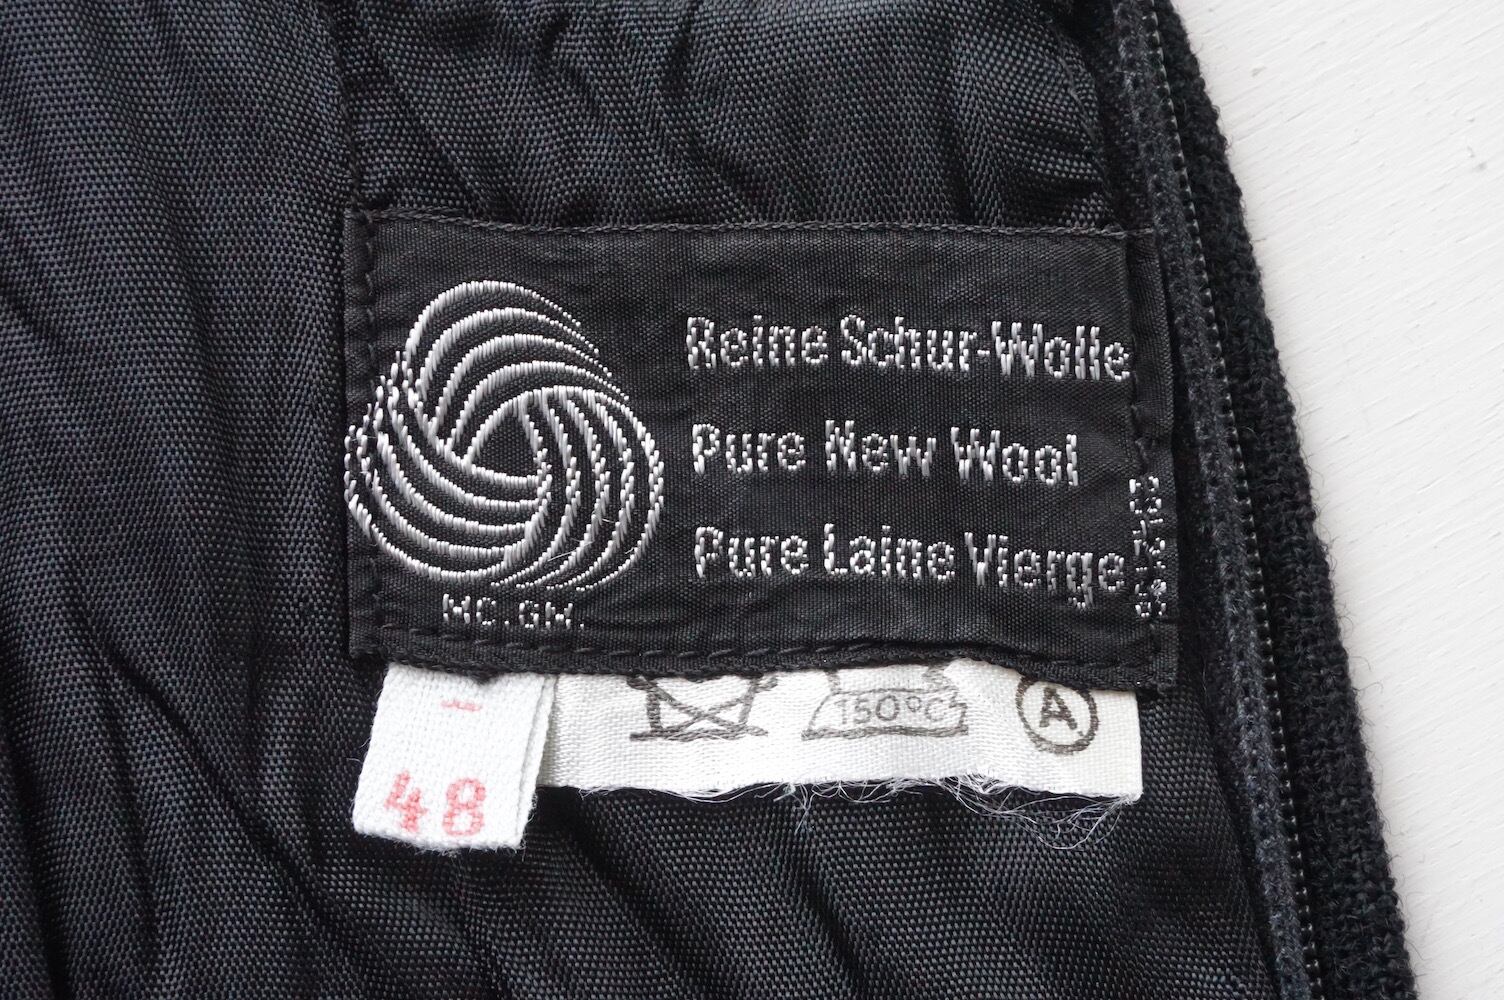 Reine Schur-Wolle
Pure New Wool
Pure Laine Vierge
48
150°C
A